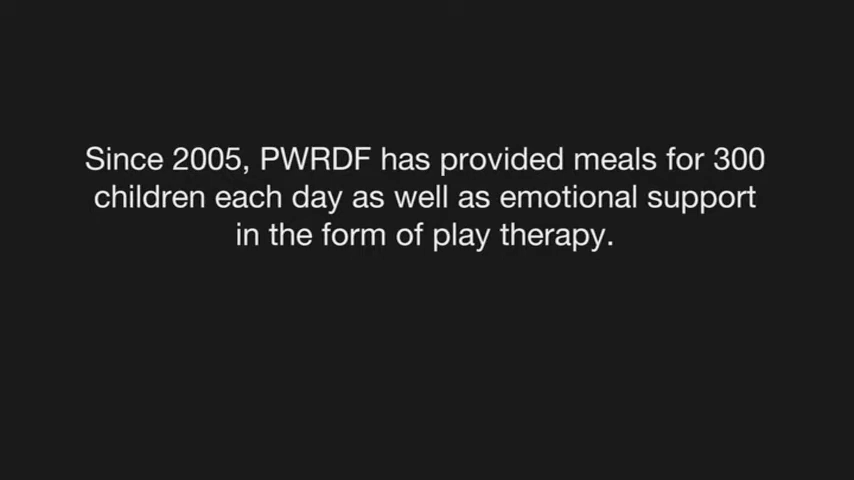 Since 2005, PWRDF has provided meals for 300
children each day as well as emotional support
in the form of play therapy.